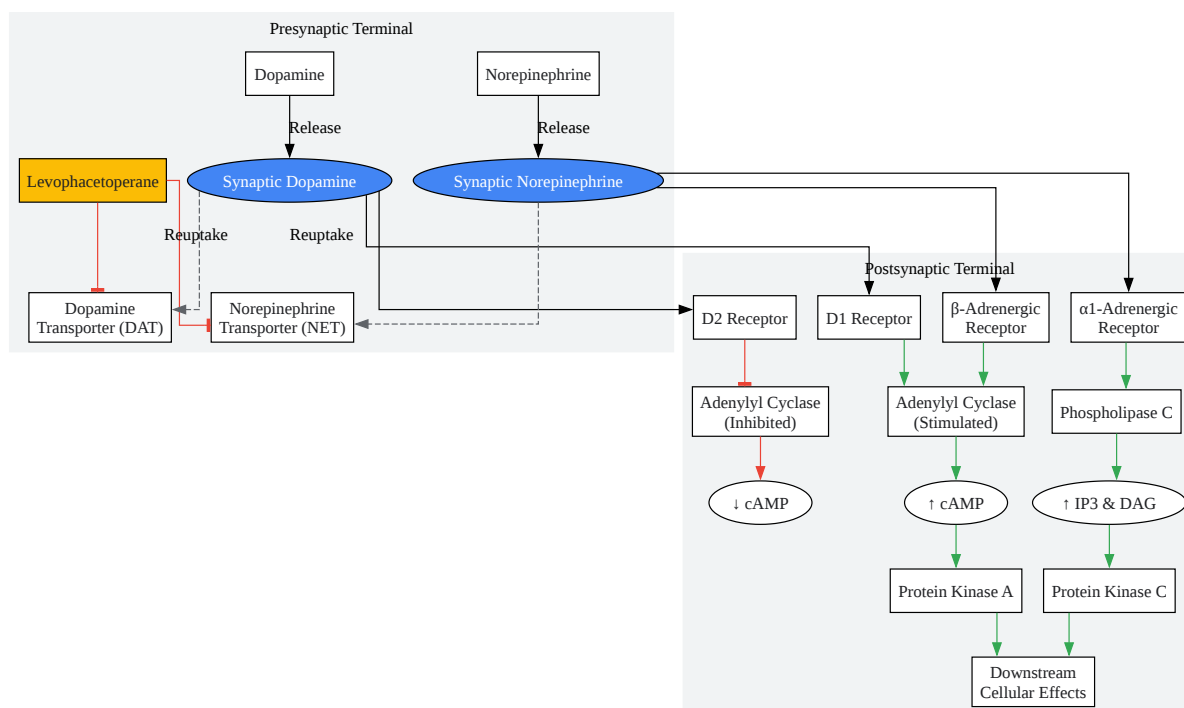 Presynaptic Terminal
Dopamine
Norepinephrine
Release
Release
Levophacetoperane
Synaptic Dopamine
Synaptic Norepinephrine
Reuptake
Reuptake
Postsynaptic Terminal
Dopamine
Transporter (DAT)
Norepinephrine
Transporter (NET)
D2 Receptor
D1 Receptor
β-Adrenergic
Receptor
α1-Adrenergic
Receptor
Adenylyl Cyclase
(Inhibited)
Adenylyl Cyclase
(Stimulated)
Phospholipase C
↓ cAMP
↑ cAMP
↑ IP3 & DAG
Protein Kinase A
Protein Kinase C
Downstream
Cellular Effects